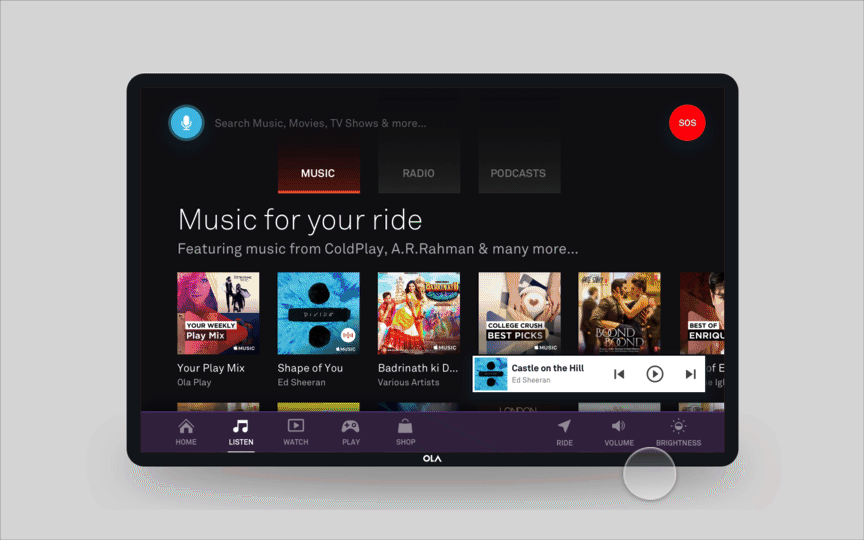 Search Music, Movies, TV Shows & more...
SOS
MUSIC
RADIO
PODCASTS
Music for your ride
Featuring music from ColdPlay, A.R.Rahman & many more...
YOUR WEEKLY
Play Mix
MUSIC
DIVIDE
MUSIC
COLLEGE CRUSH
BEST PICKS
MUSIC
BOOND
BOOND
BEST OF
ENRIQU
Your Play Mix
Ola Play
Shape of You
Ed Sheeran
Badrinath ki D...
Various Artists
Castle on the Hill
Ed Sheeran
of E
LONDON
HOME
LISTEN
WATCH
PLAY
SHOP
RIDE
VOLUME
BRIGHTNESS
OLA